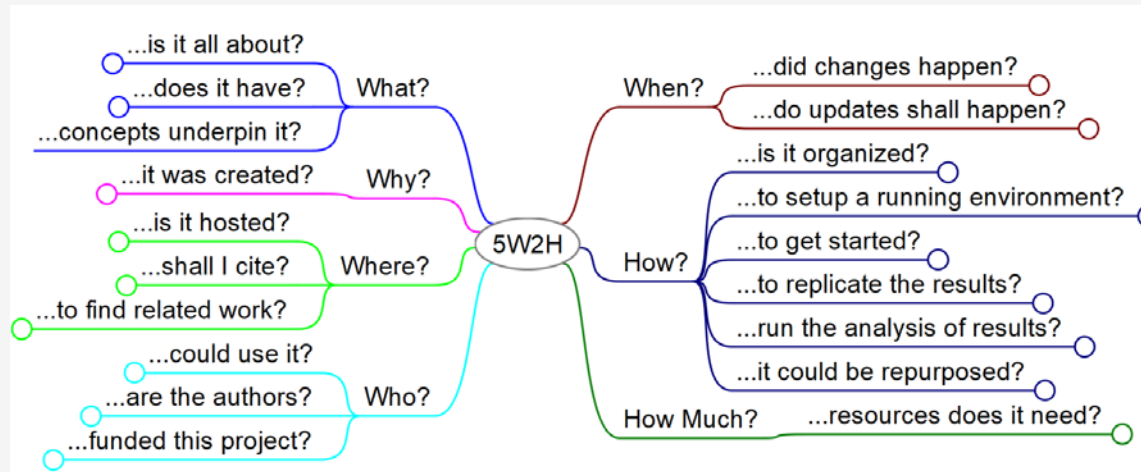 5W2H
What?
...is it all about?
...does it have?
...concepts underpin it?
Why?
...it was created?
Where?
...is it hosted?
...shall I cite?
...to find related work?
Who?
...could use it?
...are the authors?
...funded this project?
When?
...did changes happen?
...do updates shall happen?
How?
...is it organized?
...to setup a running environment?
...to get started?
...to replicate the results?
...run the analysis of results?
...it could be repurposed?
How Much?
...resources does it need?